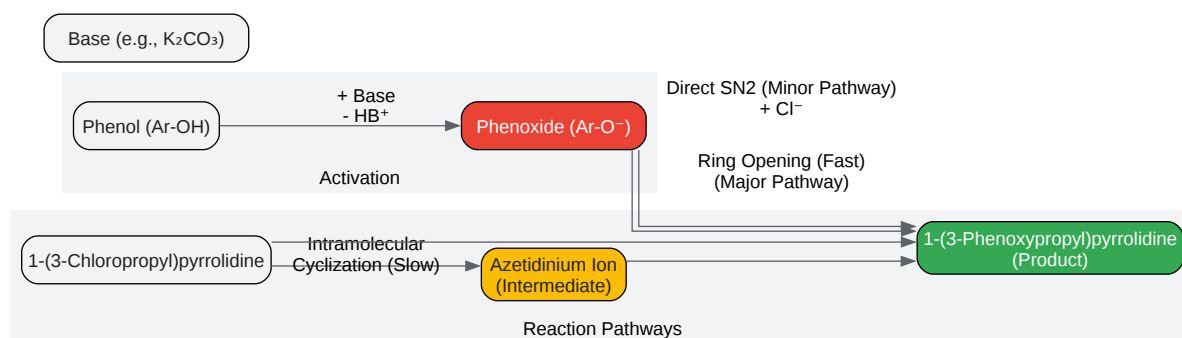 Base (e.g., K₂CO₃)
Phenol (Ar-OH)
+ Base
- HB⁺
Phenoxide (Ar-O⁻)
Activation
Direct SN2 (Minor Pathway)
+ Cl⁻
Ring Opening (Fast)
(Major Pathway)
1-(3-Chloropropyl)pyrrolidine
Intramolecular
Cyclization (Slow)
Azetidinium Ion
(Intermediate)
1-(3-Phenoxypropyl)pyrrolidine
(Product)
Reaction Pathways